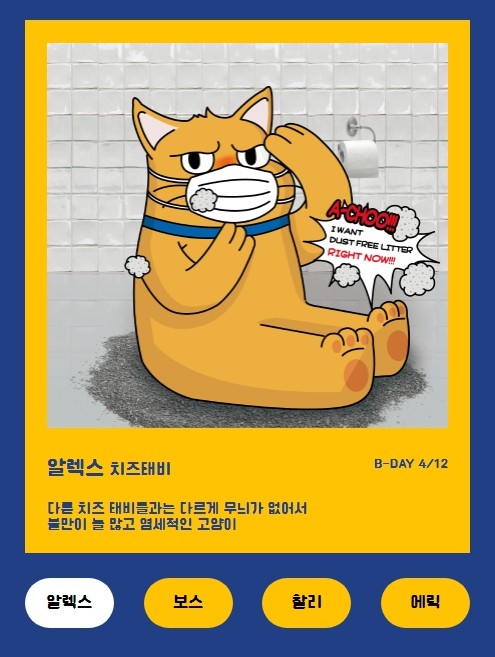 A-CHOO!!!
I WANT
DUST FREE LITTER
RIGHT NOW!!!
알렉스 치즈태비
B-DAY 4/12
다른 치즈 태비들과는 다르게 무늬가 없어서
불만이 늘 많고 염세적인 고양이
알렉스
보스
찰리
에릭